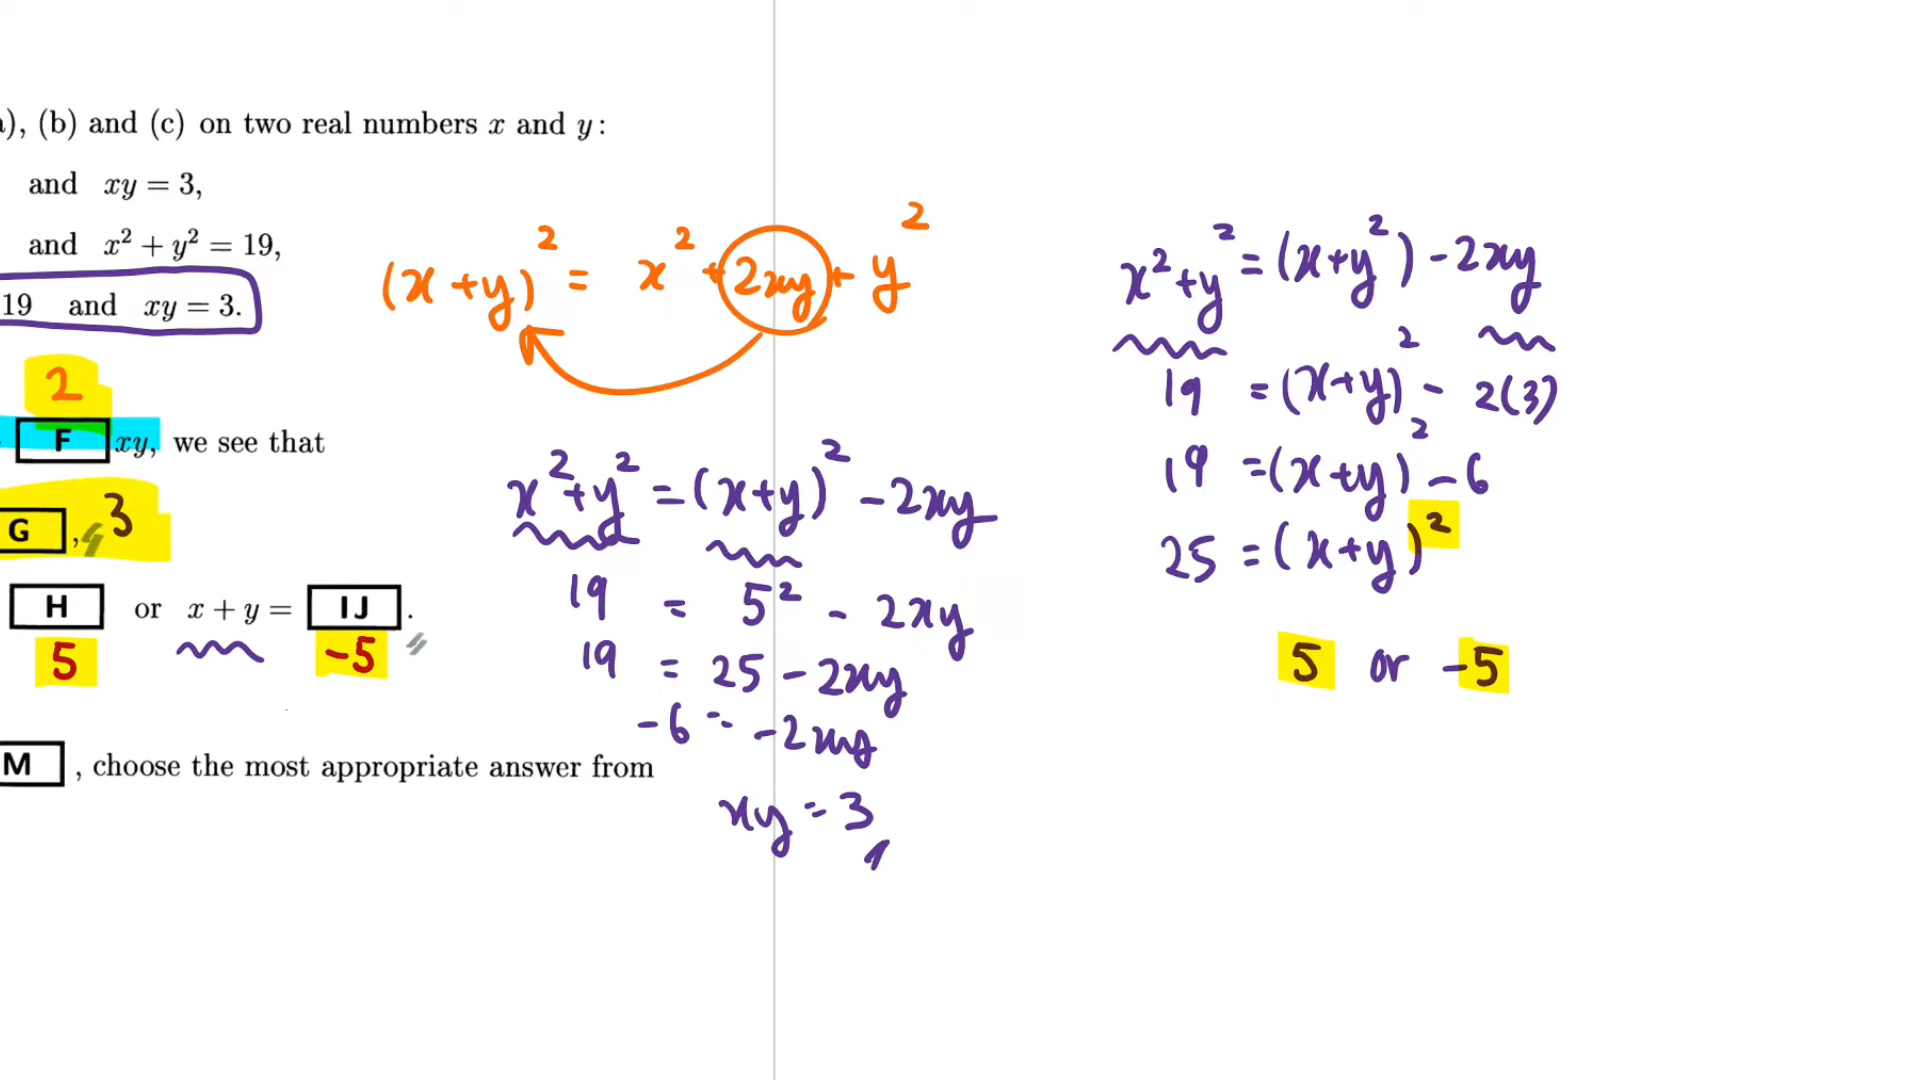 ), (b) and (c) on two real numbers x and y:
and xy = 3,
and x² + y² = 19,
19 and xy = 3.
2
F xy, we see that
G , 3
H or x + y = IJ .
5 -5
M , choose the most appropriate answer from
(x+y)² = x² + 2xy + y²
x²+y² = (x+y)² - 2xy
19 = 5² - 2xy
19 = 25 - 2xy
-6 = -2xy
xy = 3
x²+y² = (x+y²) - 2xy
19 = (x+y)² - 2(3)
19 = (x+y)² - 6
25 = (x+y)²
5 or -5